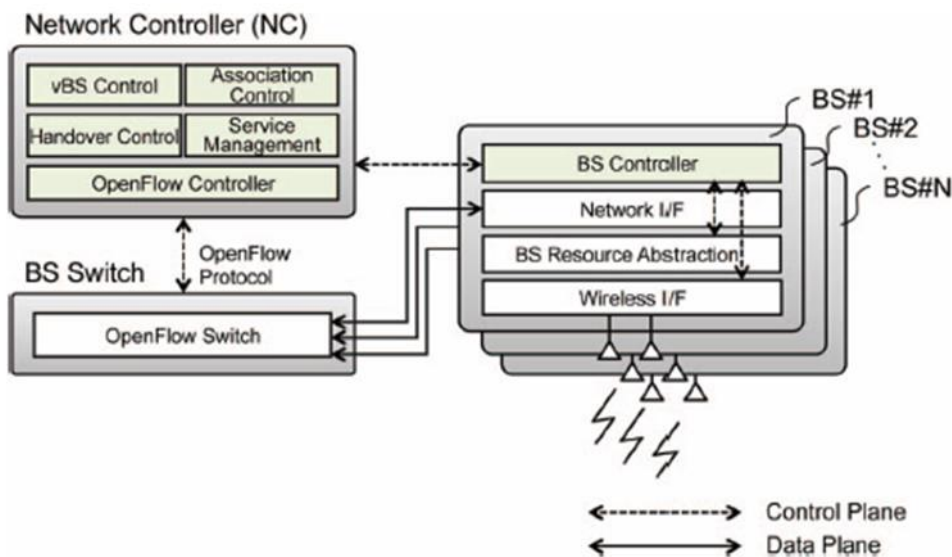 Network Controller (NC)
vBS Control
Association
Control
Handover Control
Service
Management
OpenFlow Controller
OpenFlow
Protocol
BS Switch
OpenFlow Switch
BS#1
BS#2
BS#N
BS Controller
Network I/F
BS Resource Abstraction
Wireless I/F
Control Plane
Data Plane